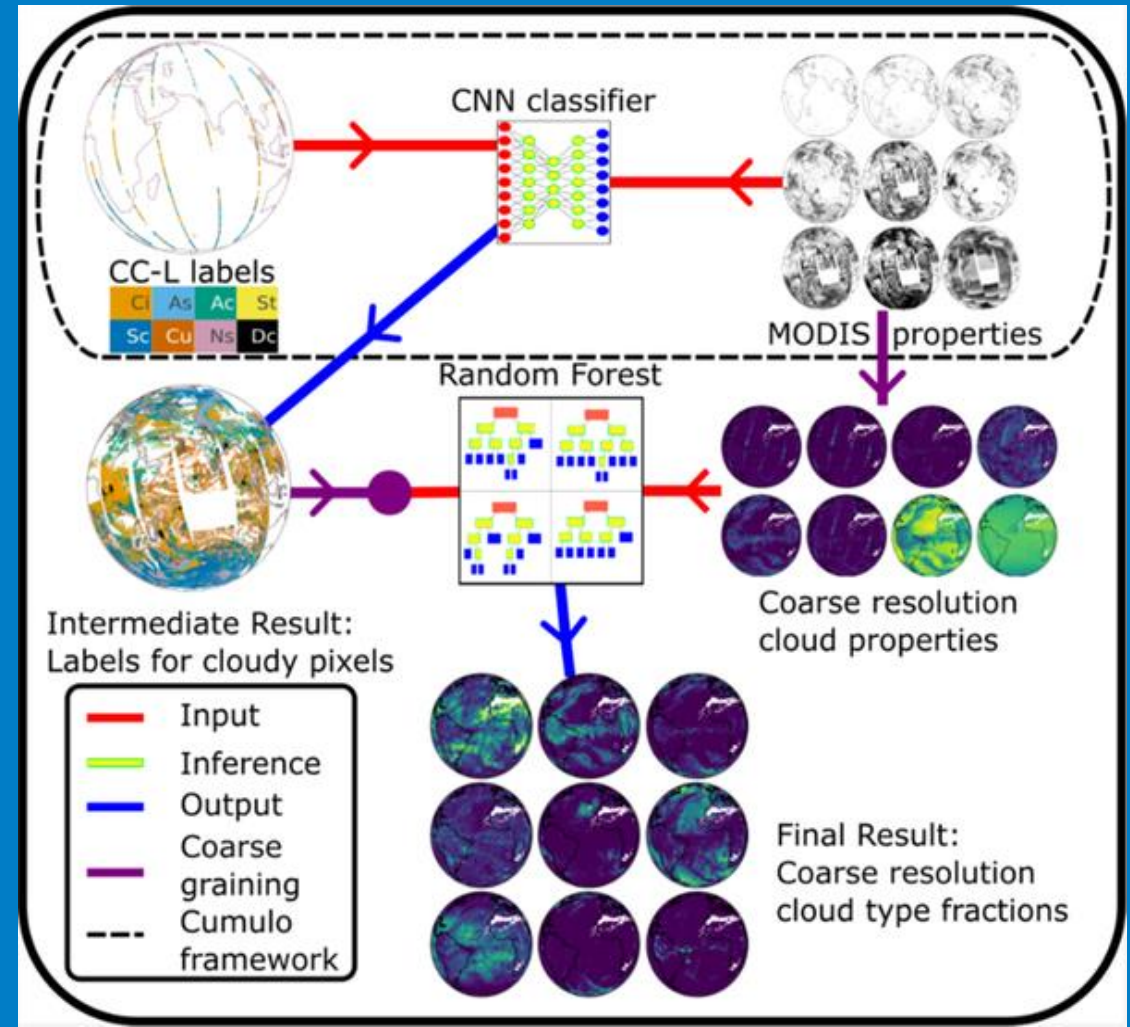 CNN classifier
CC-L labels
Ci As Ac St
Sc Cu Ns Dc
MODIS properties
Random Forest
Coarse resolution
cloud properties
Intermediate Result:
Labels for cloudy pixels
Input
Inference
Output
Coarse
graining
Cumulo
framework
Final Result:
Coarse resolution
cloud type fractions